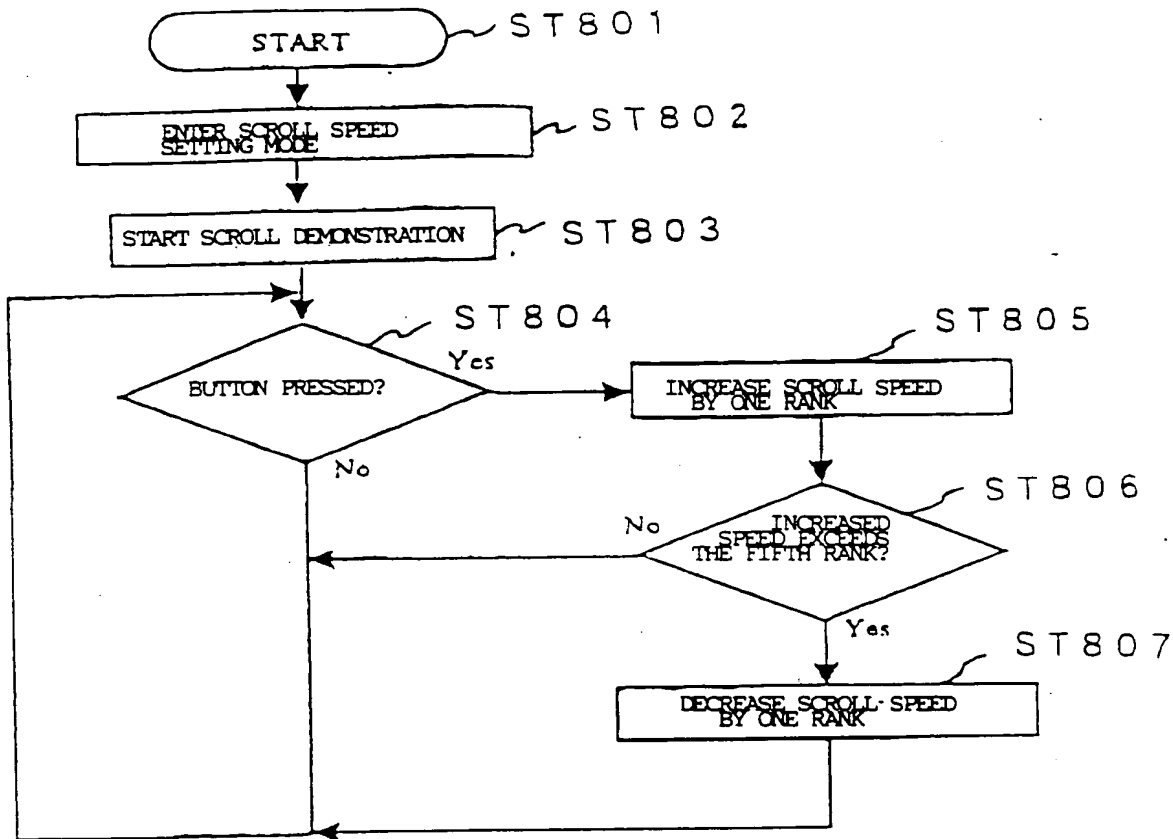 START
ST801
ENTER SCROLL SPEED
SETTING MODE
ST802
START SCROLL DEMONSTRATION
ST803
ST804
BUTTON PRESSED?
Yes
No
ST805
INCREASE SCROLL SPEED
BY ONE RANK
ST806
INCREASED
SPEED EXCEEDS
THE FIFTH RANK?
No
Yes
ST807
DECREASE SCROLL-SPEED
BY ONE RANK